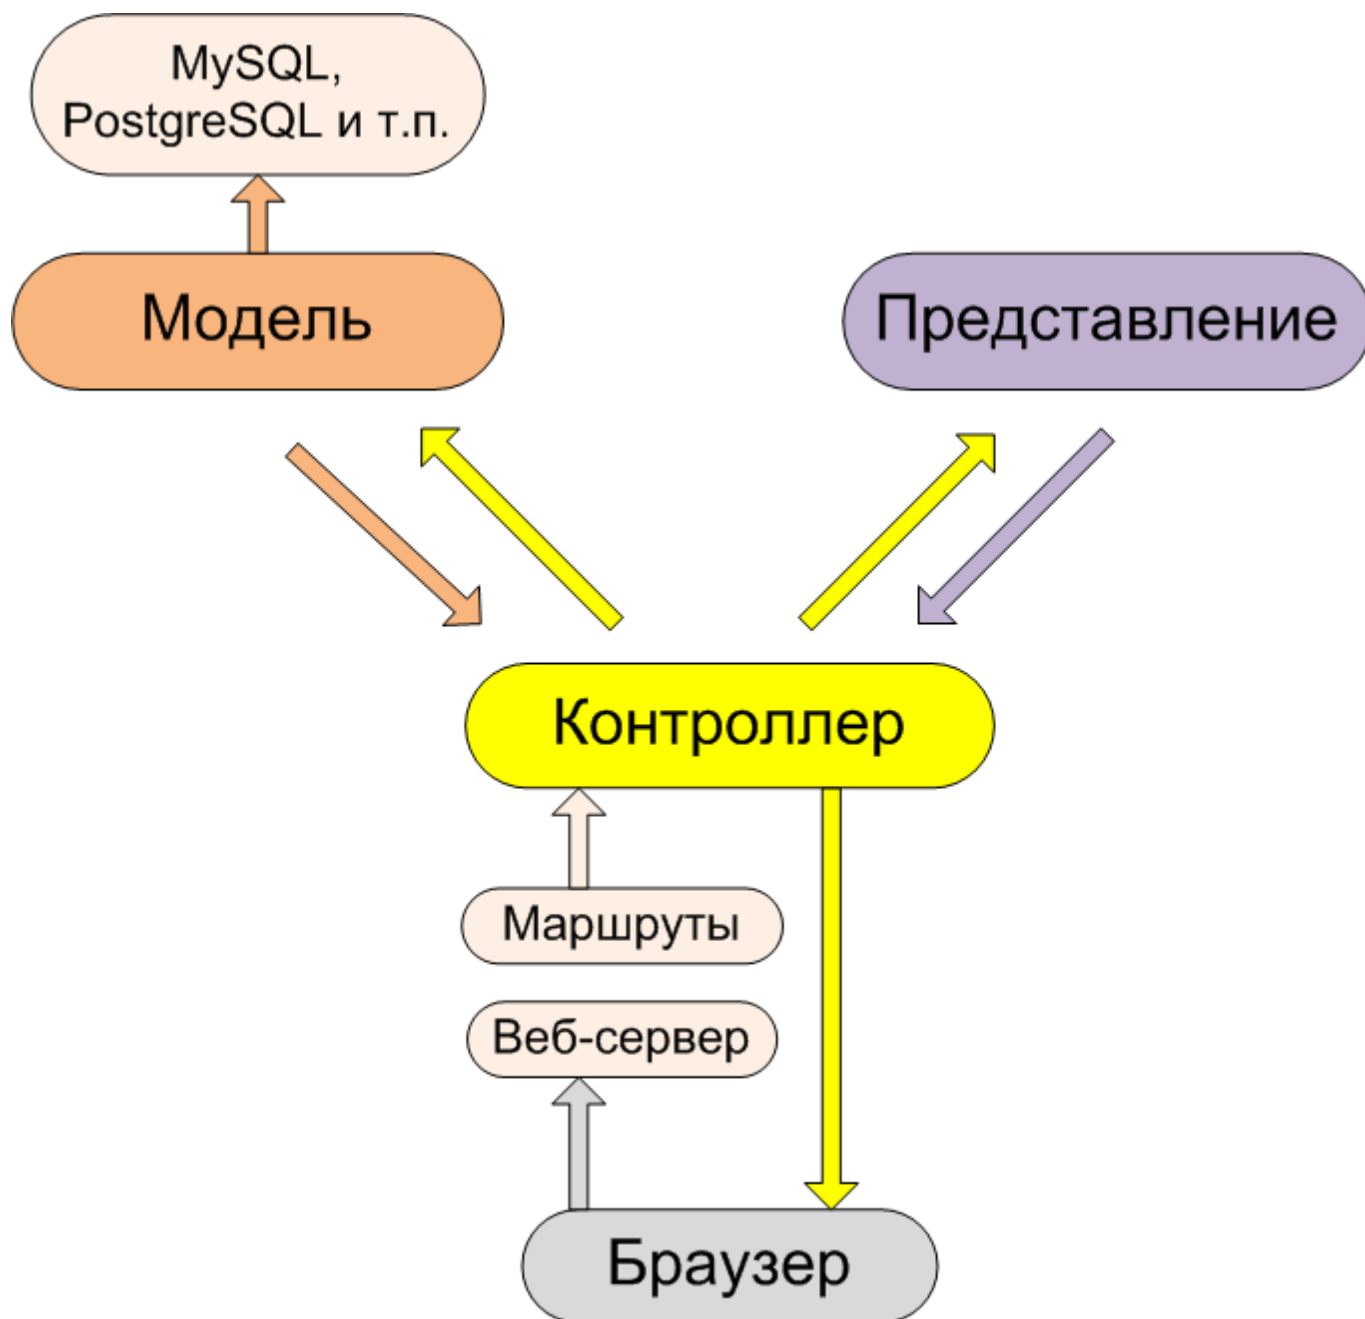 MySQL,
PostgreSQL и т.п.
Модель
Представление
Контроллер
Маршруты
Веб-сервер
Браузер